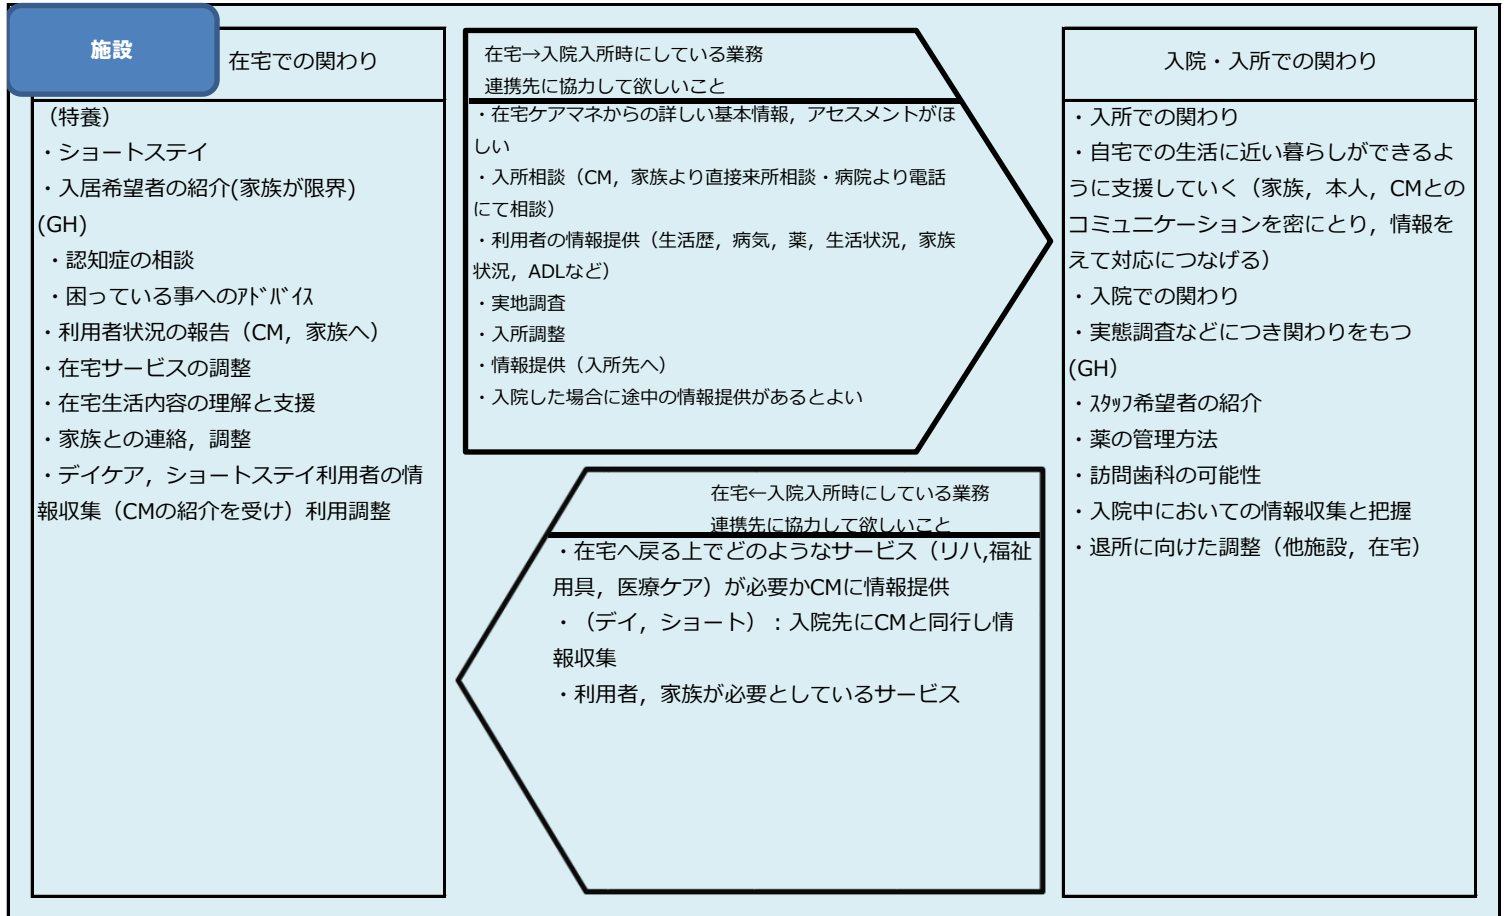 施設
在宅での関わり
（特養）
・ショートステイ
・入居希望者の紹介(家族が限界)
(GH)
・認知症の相談
・困っている事へのｱﾄﾞﾊﾞｲｽ
・利用者状況の報告（CM，家族へ）
・在宅サービスの調整
・在宅生活内容の理解と支援
・家族との連絡，調整
・デイケア，ショートステイ利用者の情
報収集（CMの紹介を受け）利用調整
在宅→入院入所時にしている業務
連携先に協力して欲しいこと
・在宅ケアマネからの詳しい基本情報，アセスメントがほ
しい
・入所相談（CM，家族より直接来所相談・病院より電話
にて相談）
・利用者の情報提供（生活歴，病気，薬，生活状況，家族
状況，ADLなど）
・実地調査
・入所調整
・情報提供（入所先へ）
・入院した場合に途中の情報提供があるとよい
在宅←入院入所時にしている業務
連携先に協力して欲しいこと
・在宅へ戻る上でどのようなサービス（リハ,福祉
用具，医療ケア）が必要かCMに情報提供
・（デイ，ショート）：入院先にCMと同行し情
報収集
・利用者，家族が必要としているサービス
入院・入所での関わり
・入所での関わり
・自宅での生活に近い暮らしができるよ
うに支援していく（家族，本人，CMとの
コミュニケーションを密にとり，情報を
えて対応につなげる）
・入院での関わり
・実態調査などにつき関わりをもつ
(GH）
・ｽﾀｯﾌ希望者の紹介
・薬の管理方法
・訪問歯科の可能性
・入院中においての情報収集と把握
・退所に向けた調整（他施設，在宅）